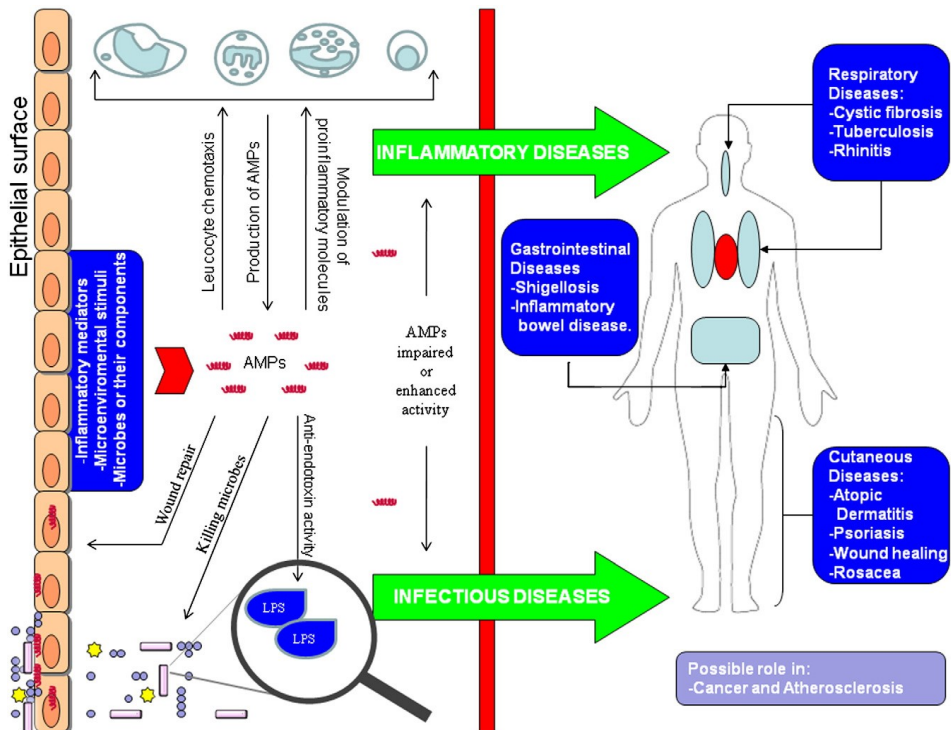 Epithelial surface
-Inflammatory mediators
-Microenviromental stimuli
-Microbes or their components
Leucocyte chemotaxis
Production of AMPs
Modulation of
proinflammatory molecules
AMPs
Wound repair
Killing microbes
Anti-endotoxin activity
LPS
LPS
AMPs
impaired
or
enhanced
activity
INFLAMMATORY DISEASES
INFECTIOUS DISEASES
Respiratory
Diseases:
-Cystic fibrosis
-Tuberculosis
-Rhinitis
Gastrointestinal
Diseases
-Shigellosis
-Inflammatory
bowel disease.
Cutaneous
Diseases:
-Atopic
Dermatitis
-Psoriasis
-Wound healing
-Rosacea
Possible role in:
-Cancer and Atherosclerosis